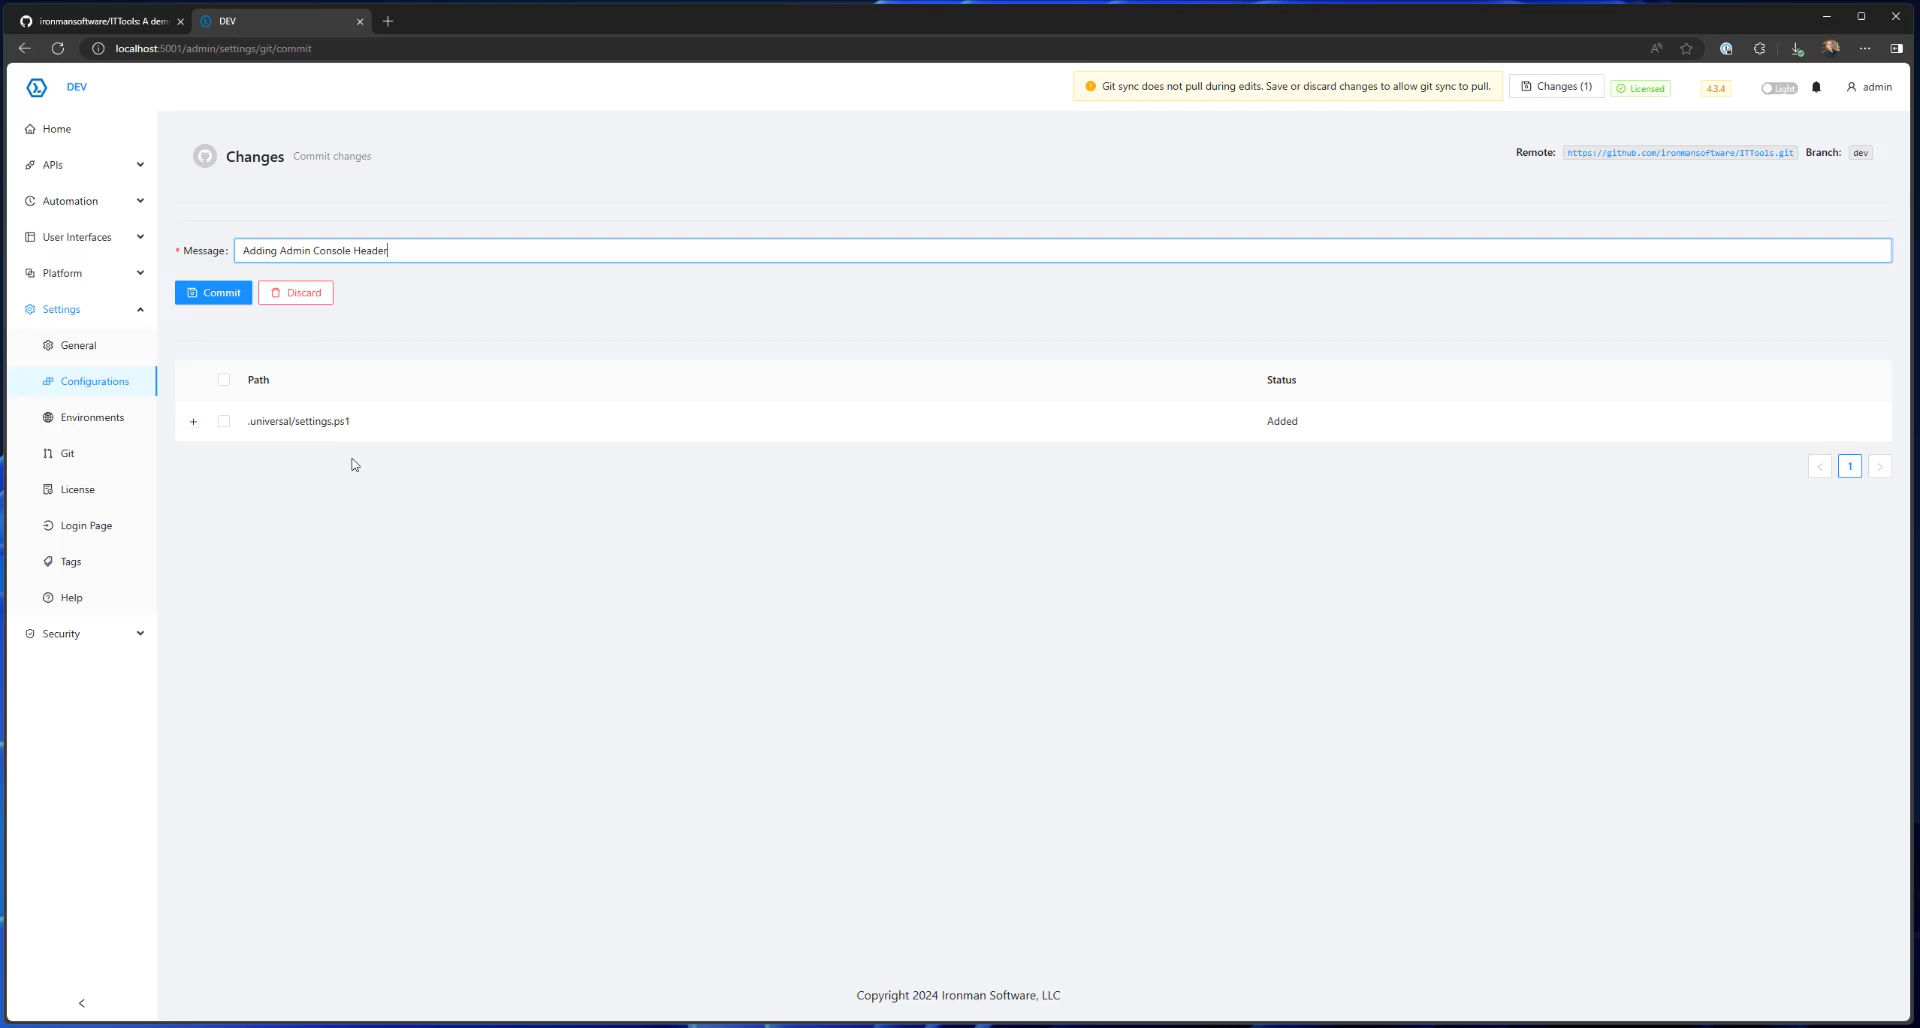 ironmansoftware/ITTools: A dem
DEV
localhost:5001/admin/settings/git/commit
DEV
Git sync does not pull during edits. Save or discard changes to allow git sync to pull.
Changes (1)
Licensed
4.3.4
Light
admin
Home
APIs
Automation
User Interfaces
Platform
Settings
General
Configurations
Environments
Git
License
Login Page
Tags
Help
Security
Changes Commit changes
Remote: https://github.com/ironmansoftware/ITTools.git Branch: dev
* Message: Adding Admin Console Header
Commit
Discard
Path Status
+ .universal/settings.ps1 Added
< 1 >
Copyright 2024 Ironman Software, LLC